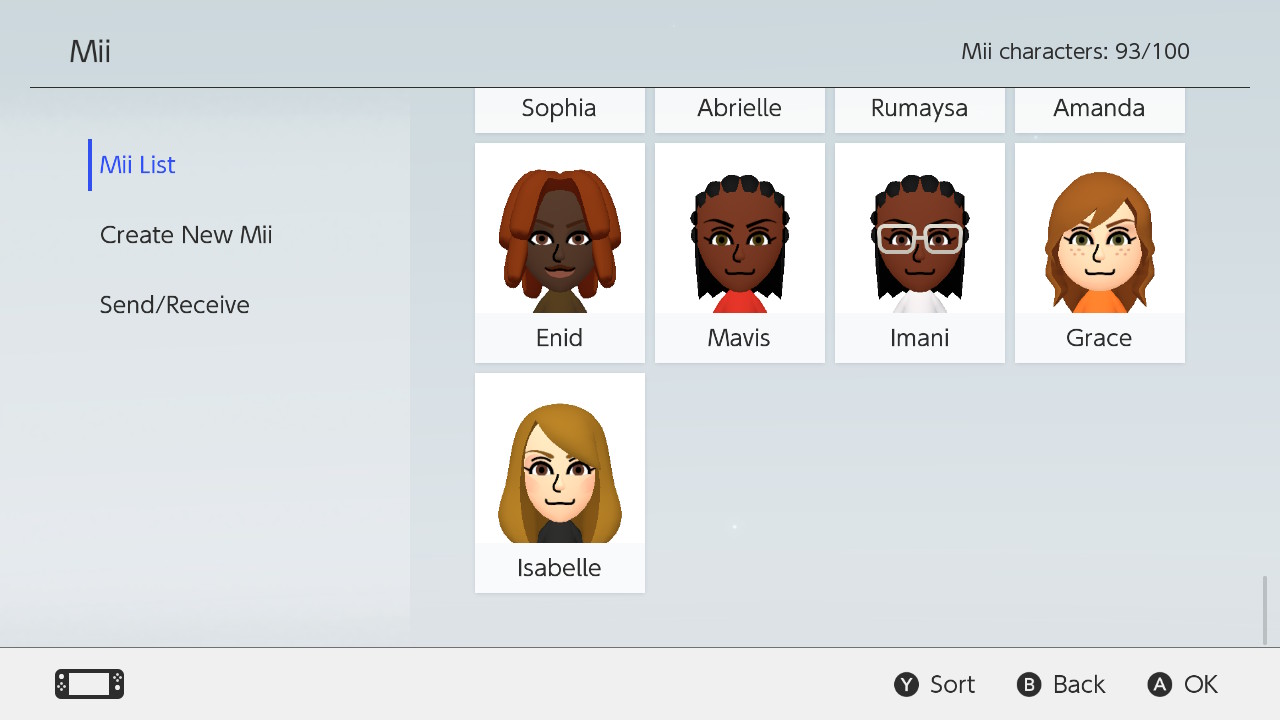 Mii
Mii characters: 93/100
Mii List
Create New Mii
Send/Receive
Sophia
Abrielle
Rumaysa
Amanda
Enid
Mavis
Imani
Grace
Isabelle
Y Sort
B Back
A OK